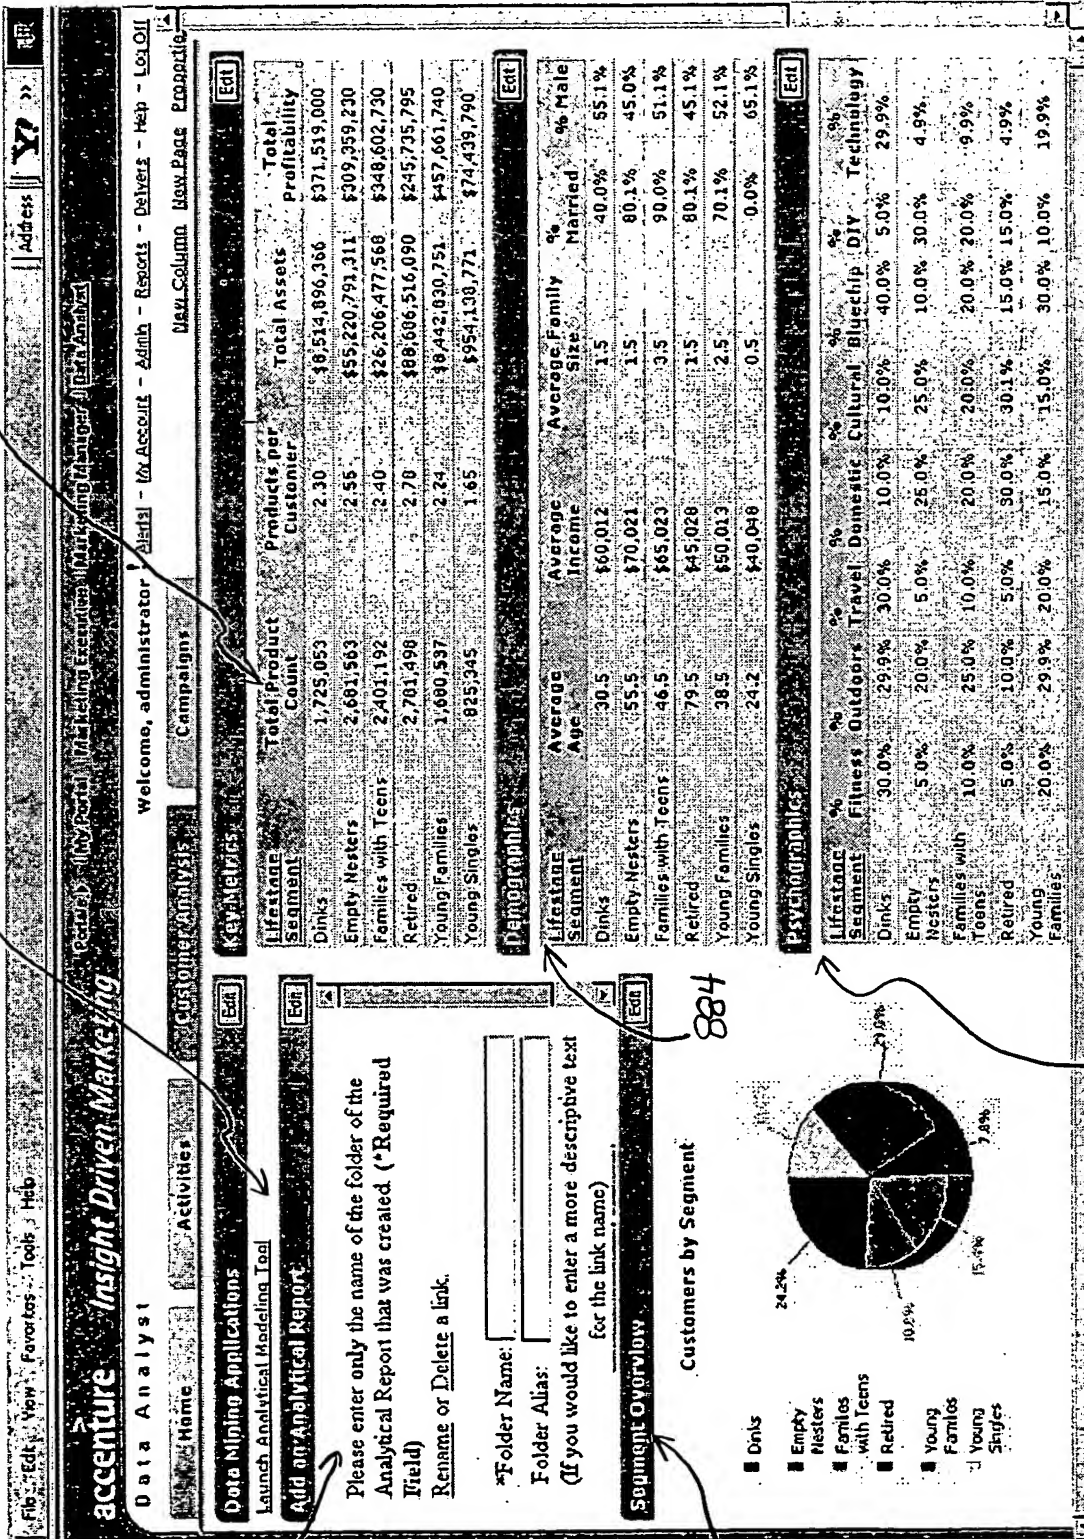 File Edit View Favorites Tools Help
Address Y! »
accenture Insight Driven Marketing
Portal > My Portal | Marketing Executive | Marketing Manger | Data Analyst
Data Analyst
Welcome, administrator !
Alerts! - My Account - Admin - Reports - Delivers - Help - Log Off
Home Activities Customer Analysis Campaigns
New Column New Page Propertie
Data Mining Applications Edit
Launch Analytical Modeling Tool
Add an Analytical Report Edit
Please enter only the name of the folder of the
Analytical Report that was created. (*Required
Field)
Rename or Delete a link.
*Folder Name:
Folder Alias:
(If you would like to enter a more descriptive text
for the link name)
Segment Overview Edit
Customers by Segment
Dinks
Empty
Nesters
Familes
with Teens
Retired
Young
Familes
Young
Singles
24.2%
10.8%
7.8%
Key Metrics Edit
Lifestage Segment Total Product Count Products per Customer Total Assets Total Profitability
Dinks 1,725,053 2.30 $8,514,896,366 $371,519,000
Empty Nesters 2,681,563 2.55 $55,220,791,311 $309,959,230
Families with Teens 2,401,192 2.40 $26,206,477,568 $348,602,730
Retired 2,781,498 2.78 $88,686,516,090 $245,735,795
Young Families 1,680,537 2.24 $8,442,830,751 $457,661,740
Young Singles 825,345 1.65 $954,138,771 $74,439,790
Demographics Edit
Lifestage Segment Average Age Average Income Average Family Size % Married % Male
Dinks 30.5 $60,012 1.5 40.0% 55.1%
Empty Nesters 55.5 $70,021 1.5 80.1% 45.0%
Families with Teens 46.5 $65,023 3.5 90.0% 51.1%
Retired 79.5 $45,028 1.5 80.1% 45.1%
Young Families 38.5 $50,013 2.5 70.1% 52.1%
Young Singles 24.2 $40,048 0.5 0.0% 65.1%
884
Psychographics Edit
Lifestage Segment % Fitness % Outdoors % Travel % Domestic % Cultural % Bluechip % DIY % Technology
Dinks 30.0% 29.9% 30.0% 10.0% 10.0% 40.0% 5.0% 29.9%
Empty Nesters 5.0% 20.0% 5.0% 25.0% 25.0% 10.0% 30.0% 4.9%
Families with Teens 10.0% 25.0% 10.0% 20.0% 20.0% 20.0% 20.0% 9.9%
Retired 5.0% 10.0% 5.0% 30.0% 30.1% 15.0% 15.0% 4.9%
Young Families 20.0% 29.9% 20.0% 15.0% 15.0% 30.0% 10.0% 19.9%